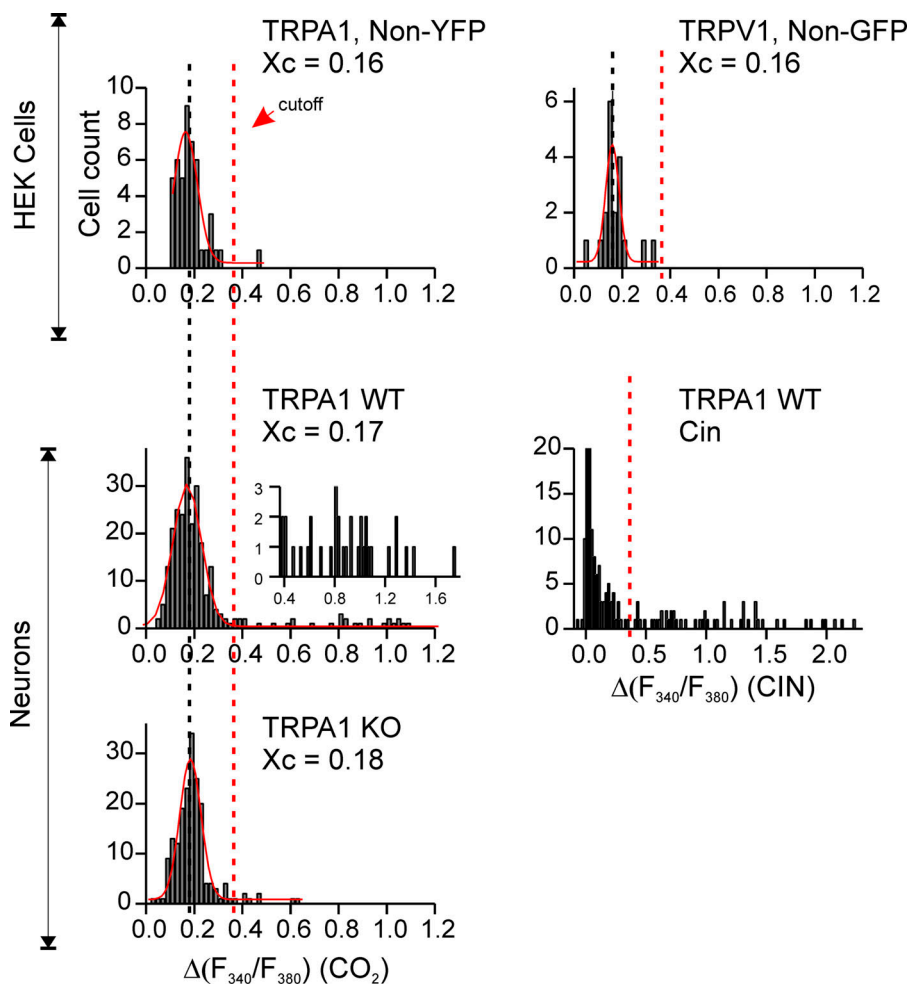 TRPA1, Non-YFP
Xc = 0.16
cutoff
HEK Cells
Cell count
10
8
6
4
2
0
0.0 0.2 0.4 0.6 0.8 1.0 1.2
TRPV1, Non-GFP
Xc = 0.16
6
4
2
0
0.0 0.2 0.4 0.6 0.8 1.0 1.2
Neurons
TRPA1 WT
Xc = 0.17
30
20
10
0
0.0 0.2 0.4 0.6 0.8 1.0 1.2
3
2
1
0
0.4 0.8 1.2 1.6
TRPA1 WT
Cin
20
15
10
5
0
0.0 0.5 1.0 1.5 2.0
Δ(F340/F380) (CIN)
TRPA1 KO
Xc = 0.18
30
20
10
0
0.0 0.2 0.4 0.6 0.8 1.0 1.2
Δ(F340/F380) (CO2)